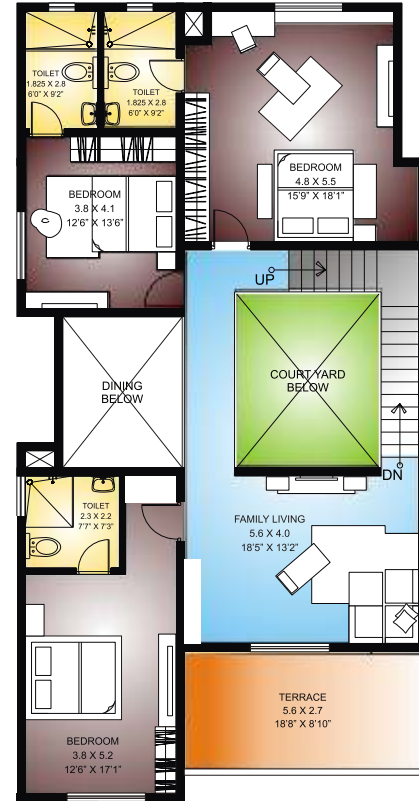 TOILET
1.825 X 2.8
6'0" X 9'2"
TOILET
1.825 X 2.8
6'0" X 9'2"
BEDROOM
4.8 X 5.5
15'9" X 18'1"
BEDROOM
3.8 X 4.1
12'6" X 13'6"
UP
COURT YARD
BELOW
DINING
BELOW
DN
TOILET
2.3 X 2.2
7'7" X 7'3"
FAMILY LIVING
5.6 X 4.0
18'5" X 13'2"
TERRACE
5.6 X 2.7
18'8" X 8'10"
BEDROOM
3.8 X 5.2
12'6" X 17'1"